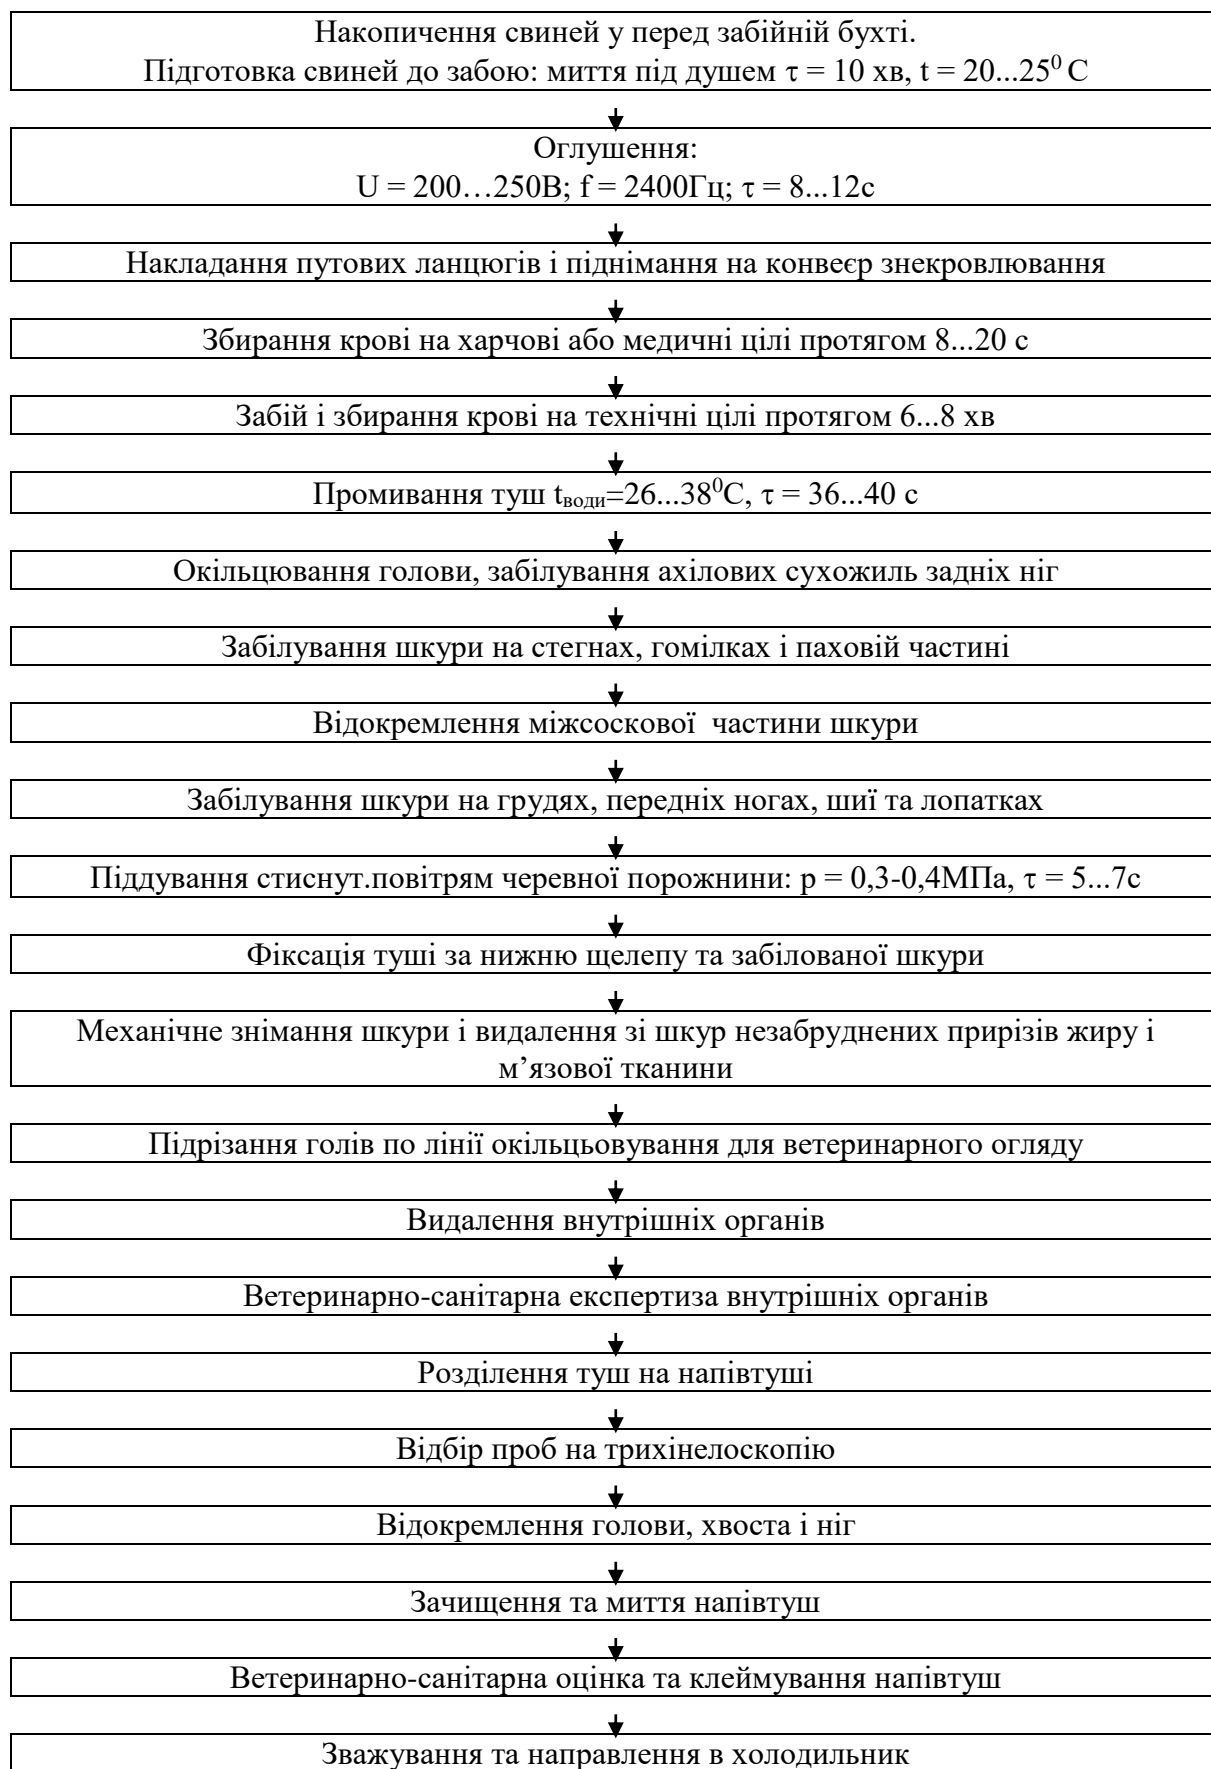 Накопичення свиней у перед забійній бухті.
Підготовка свиней до забою: миття під душем τ = 10 хв, t = 20...25⁰ С
Оглушення:
U = 200…250В; f = 2400Гц; τ = 8...12с
Накладання путових ланцюгів і піднімання на конвеєр знекровлювання
Збирання крові на харчові або медичні цілі протягом 8...20 с
Забій і збирання крові на технічні цілі протягом 6...8 хв
Промивання туш tводи=26...38⁰С, τ = 36...40 с
Окільцювання голови, забілування ахілових сухожиль задніх ніг
Забілування шкури на стегнах, гомілках і паховій частині
Відокремлення міжсоскової частини шкури
Забілування шкури на грудях, передніх ногах, шиї та лопатках
Піддування стиснут.повітрям черевної порожнини: р = 0,3-0,4МПа, τ = 5...7с
Фіксація туші за нижню щелепу та забілованої шкури
Механічне знімання шкури і видалення зі шкур незабруднених прирізів жиру і
м’язової тканини
Підрізання голів по лінії окільцьовування для ветеринарного огляду
Видалення внутрішніх органів
Ветеринарно-санітарна експертиза внутрішніх органів
Розділення туш на напівтуші
Відбір проб на трихінелоскопію
Відокремлення голови, хвоста і ніг
Зачищення та миття напівтуш
Ветеринарно-санітарна оцінка та клеймування напівтуш
Зважування та направлення в холодильник